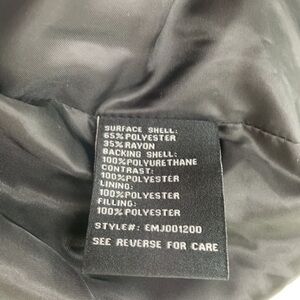 SURFACE SHELL:
65%POLYESTER
35%RAYON
BACKING SHELL:
100%POLYURETHANE
CONTRAST:
100%POLYESTER
LINING:
100%POLYESTER
FILLING:
100%POLYESTER
STYLE#: EMJ00120D
SEE REVERSE FOR CARE